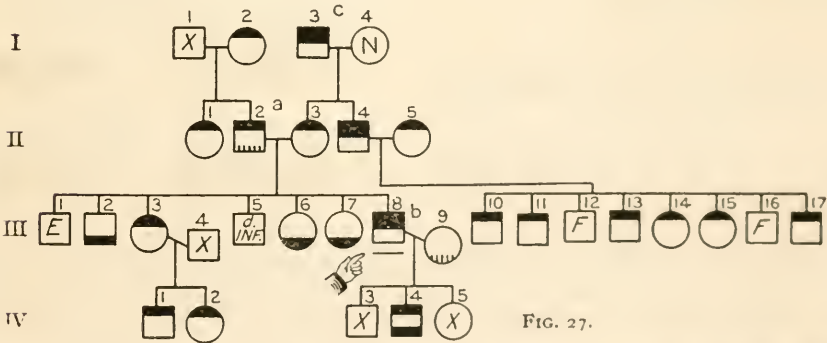 1 2 3 c 4
I X N
1 2 a 3 4 5
II
1 2 3 4 5 6 7 8 b 9 10 11 12 13 14 15 16 17
III E X d. INF. F F
1 2 3 4 5
IV X X FIG. 27.